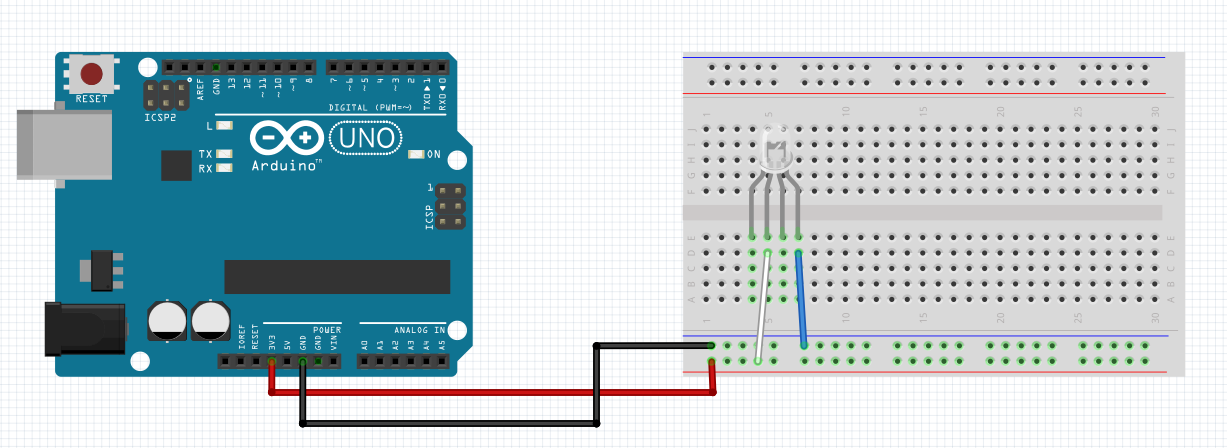 RESET
ICSP2
AREF
GND
13
12
~11
~10
~9
8
7
~6
~5
4
~3
2
TX0▶1
RX0◀0
DIGITAL (PWM=~)
L
TX
RX
UNO
Arduino™
ON
1
ICSP
IOREF
RESET
3V3
5V
GND
GND
VIN
POWER
ANALOG IN
A0
A1
A2
A3
A4
A5
1 5 10 15 20 25 30
J J
I I
H H
G G
F F
E E
D D
C C
B B
A A
1 5 10 15 20 25 30